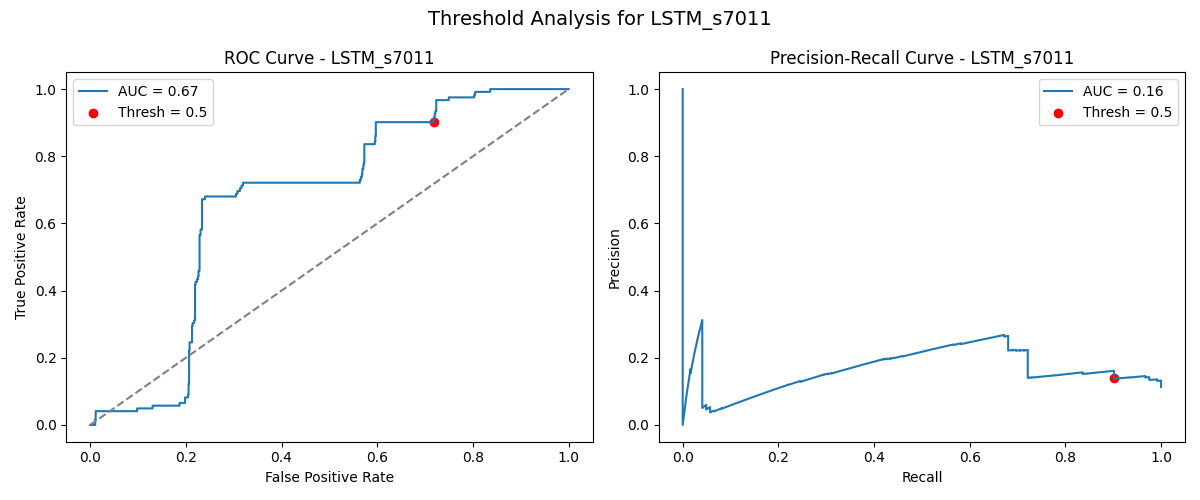 Threshold Analysis for LSTM_s7011
ROC Curve - LSTM_s7011
AUC = 0.67
Thresh = 0.5
1.0
0.8
0.6
0.4
0.2
0.0
True Positive Rate
0.0 0.2 0.4 0.6 0.8 1.0
False Positive Rate
Precision-Recall Curve - LSTM_s7011
AUC = 0.16
Thresh = 0.5
1.0
0.8
0.6
0.4
0.2
0.0
Precision
0.0 0.2 0.4 0.6 0.8 1.0
Recall